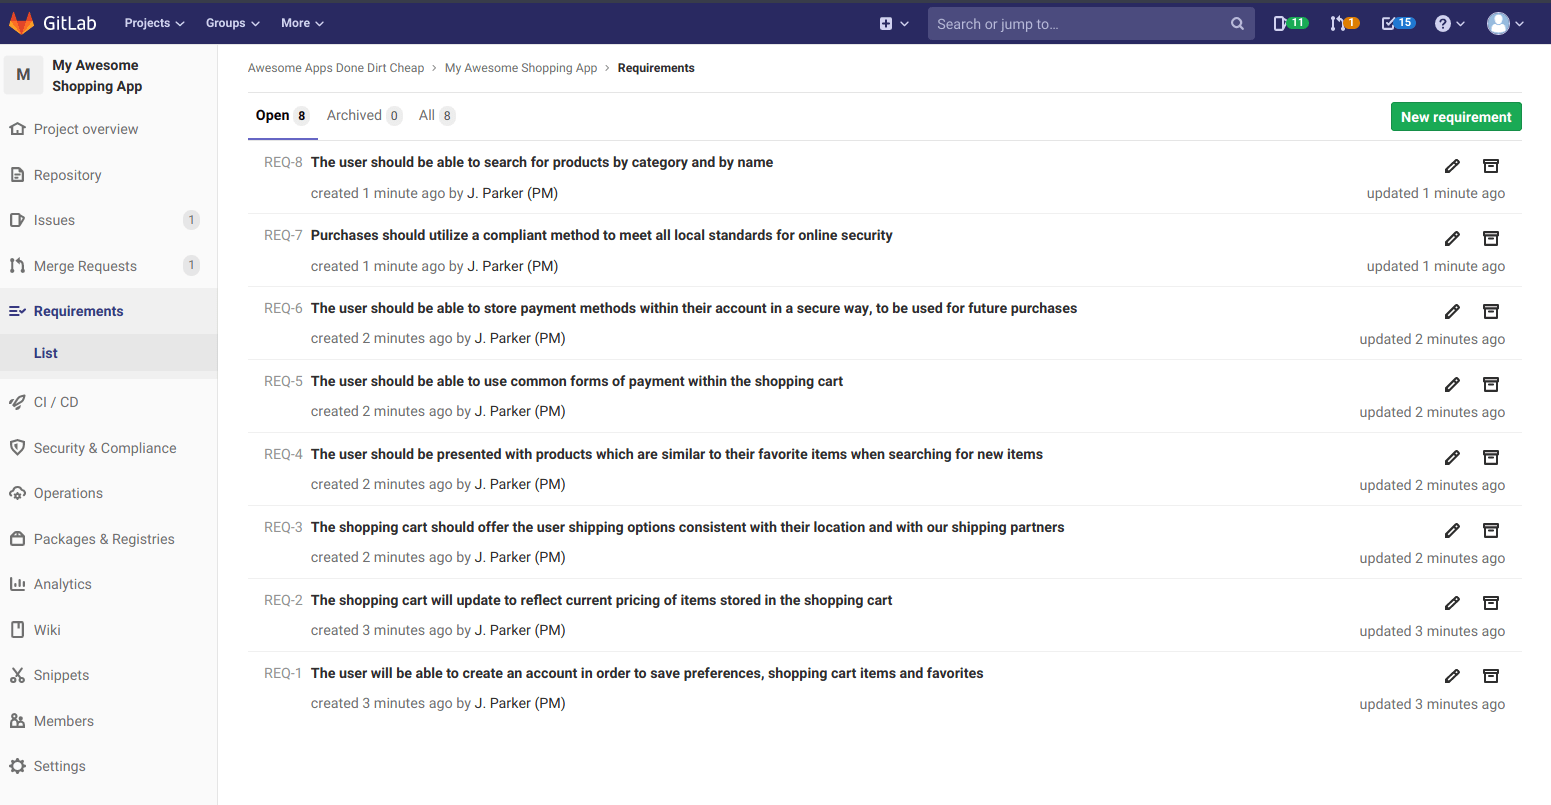 GitLab Projects Groups More Search or jump to... 11 1 15
M My Awesome Shopping App
Project overview
Repository
Issues 1
Merge Requests 1
Requirements
List
CI / CD
Security & Compliance
Operations
Packages & Registries
Analytics
Wiki
Snippets
Members
Settings
Awesome Apps Done Dirt Cheap › My Awesome Shopping App › Requirements
Open 8 Archived 0 All 8 New requirement
REQ-8 The user should be able to search for products by category and by name
created 1 minute ago by J. Parker (PM) updated 1 minute ago
REQ-7 Purchases should utilize a compliant method to meet all local standards for online security
created 1 minute ago by J. Parker (PM) updated 1 minute ago
REQ-6 The user should be able to store payment methods within their account in a secure way, to be used for future purchases
created 2 minutes ago by J. Parker (PM) updated 2 minutes ago
REQ-5 The user should be able to use common forms of payment within the shopping cart
created 2 minutes ago by J. Parker (PM) updated 2 minutes ago
REQ-4 The user should be presented with products which are similar to their favorite items when searching for new items
created 2 minutes ago by J. Parker (PM) updated 2 minutes ago
REQ-3 The shopping cart should offer the user shipping options consistent with their location and with our shipping partners
created 2 minutes ago by J. Parker (PM) updated 2 minutes ago
REQ-2 The shopping cart will update to reflect current pricing of items stored in the shopping cart
created 3 minutes ago by J. Parker (PM) updated 3 minutes ago
REQ-1 The user will be able to create an account in order to save preferences, shopping cart items and favorites
created 3 minutes ago by J. Parker (PM) updated 3 minutes ago